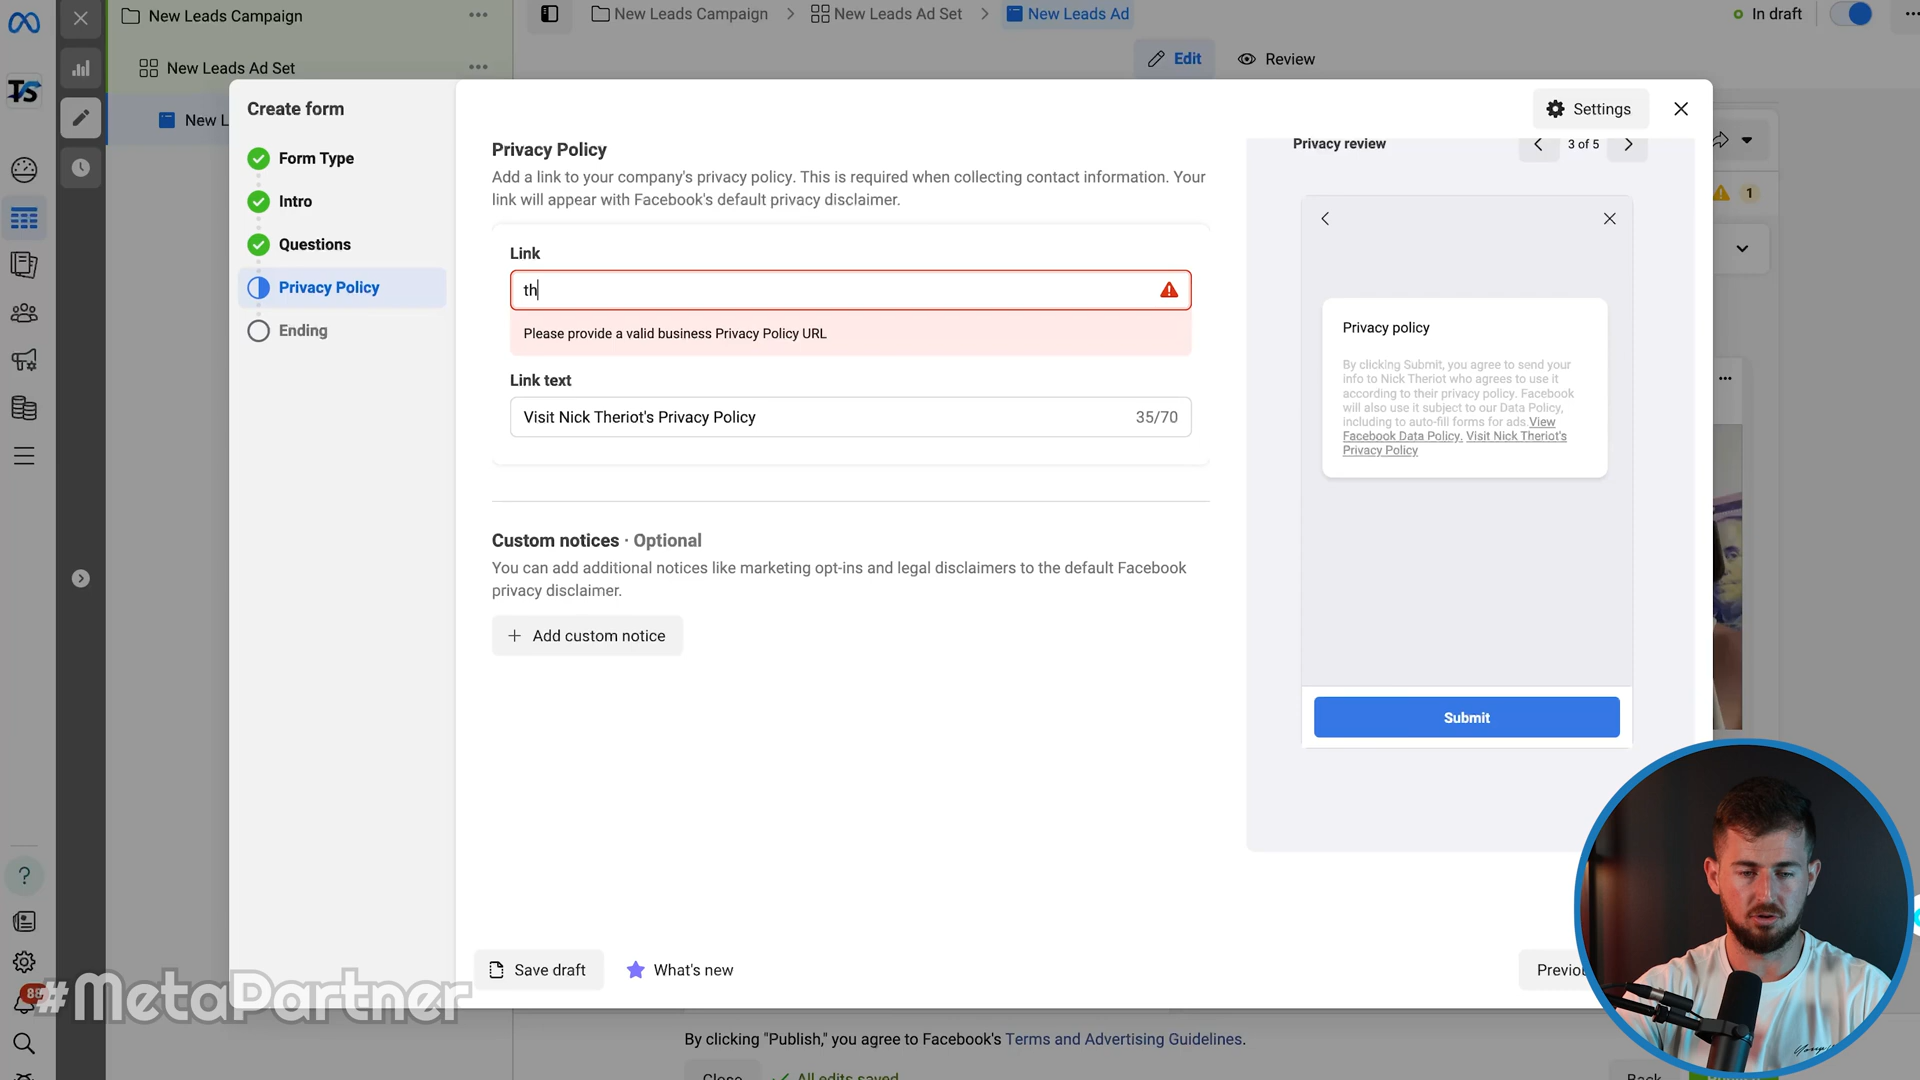 New Leads Campaign
New Leads Campaign
New Leads Ad Set
New Leads Ad
In draft
Edit
Review
New Leads Ad Set
TS
New L
Create form
Form Type
Intro
Questions
Privacy Policy
Ending
Settings
Privacy Policy
Add a link to your company's privacy policy. This is required when collecting contact information. Your
link will appear with Facebook's default privacy disclaimer.
Link
th
Please provide a valid business Privacy Policy URL
Link text
Visit Nick Theriot's Privacy Policy
35/70
Custom notices · Optional
You can add additional notices like marketing opt-ins and legal disclaimers to the default Facebook
privacy disclaimer.
Add custom notice
Privacy review
3 of 5
1
Privacy policy
By clicking Submit, you agree to send your
info to Nick Theriot who agrees to use it
according to their privacy policy. Facebook
will also use it subject to our Data Policy,
including to auto-fill forms for ads.View
Facebook Data Policy. Visit Nick Theriot's
Privacy Policy
Submit
Save draft
What's new
Previou
88
#MetaPartner
By clicking "Publish," you agree to Facebook's Terms and Advertising Guidelines.
Close
All edits saved
Back